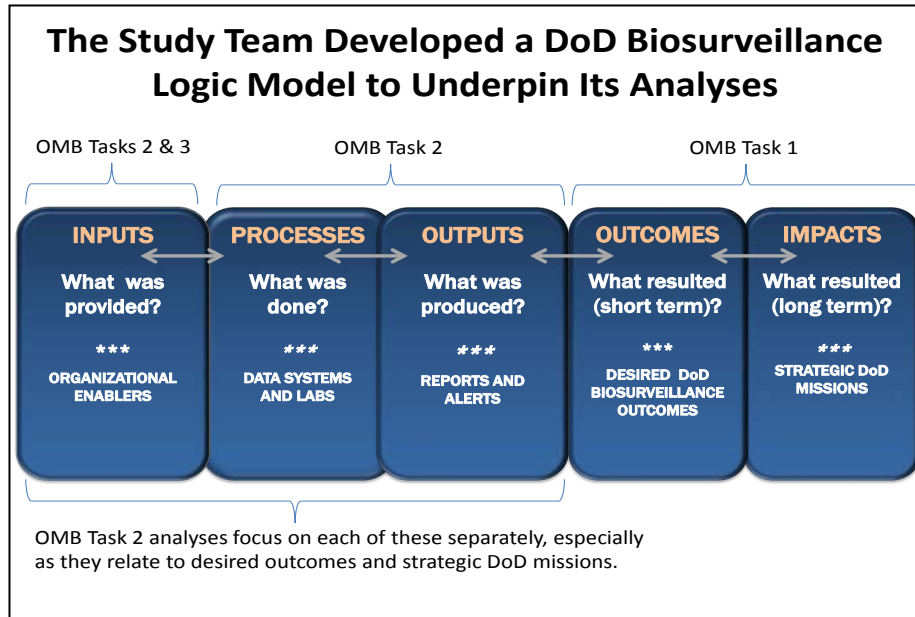 The Study Team Developed a DoD Biosurveillance
Logic Model to Underpin Its Analyses
OMB Tasks 2 & 3
OMB Task 2
OMB Task 1
INPUTS
What was
provided?
***
ORGANIZATIONAL
ENABLERS
PROCESSES
What was
done?
***
DATA SYSTEMS
AND LABS
OUTPUTS
What was
produced?
***
REPORTS AND
ALERTS
OUTCOMES
What resulted
(short term)?
***
DESIRED DoD
BIOSURVEILLANCE
OUTCOMES
IMPACTS
What resulted
(long term)?
***
STRATEGIC DoD
MISSIONS
OMB Task 2 analyses focus on each of these separately, especially
as they relate to desired outcomes and strategic DoD missions.